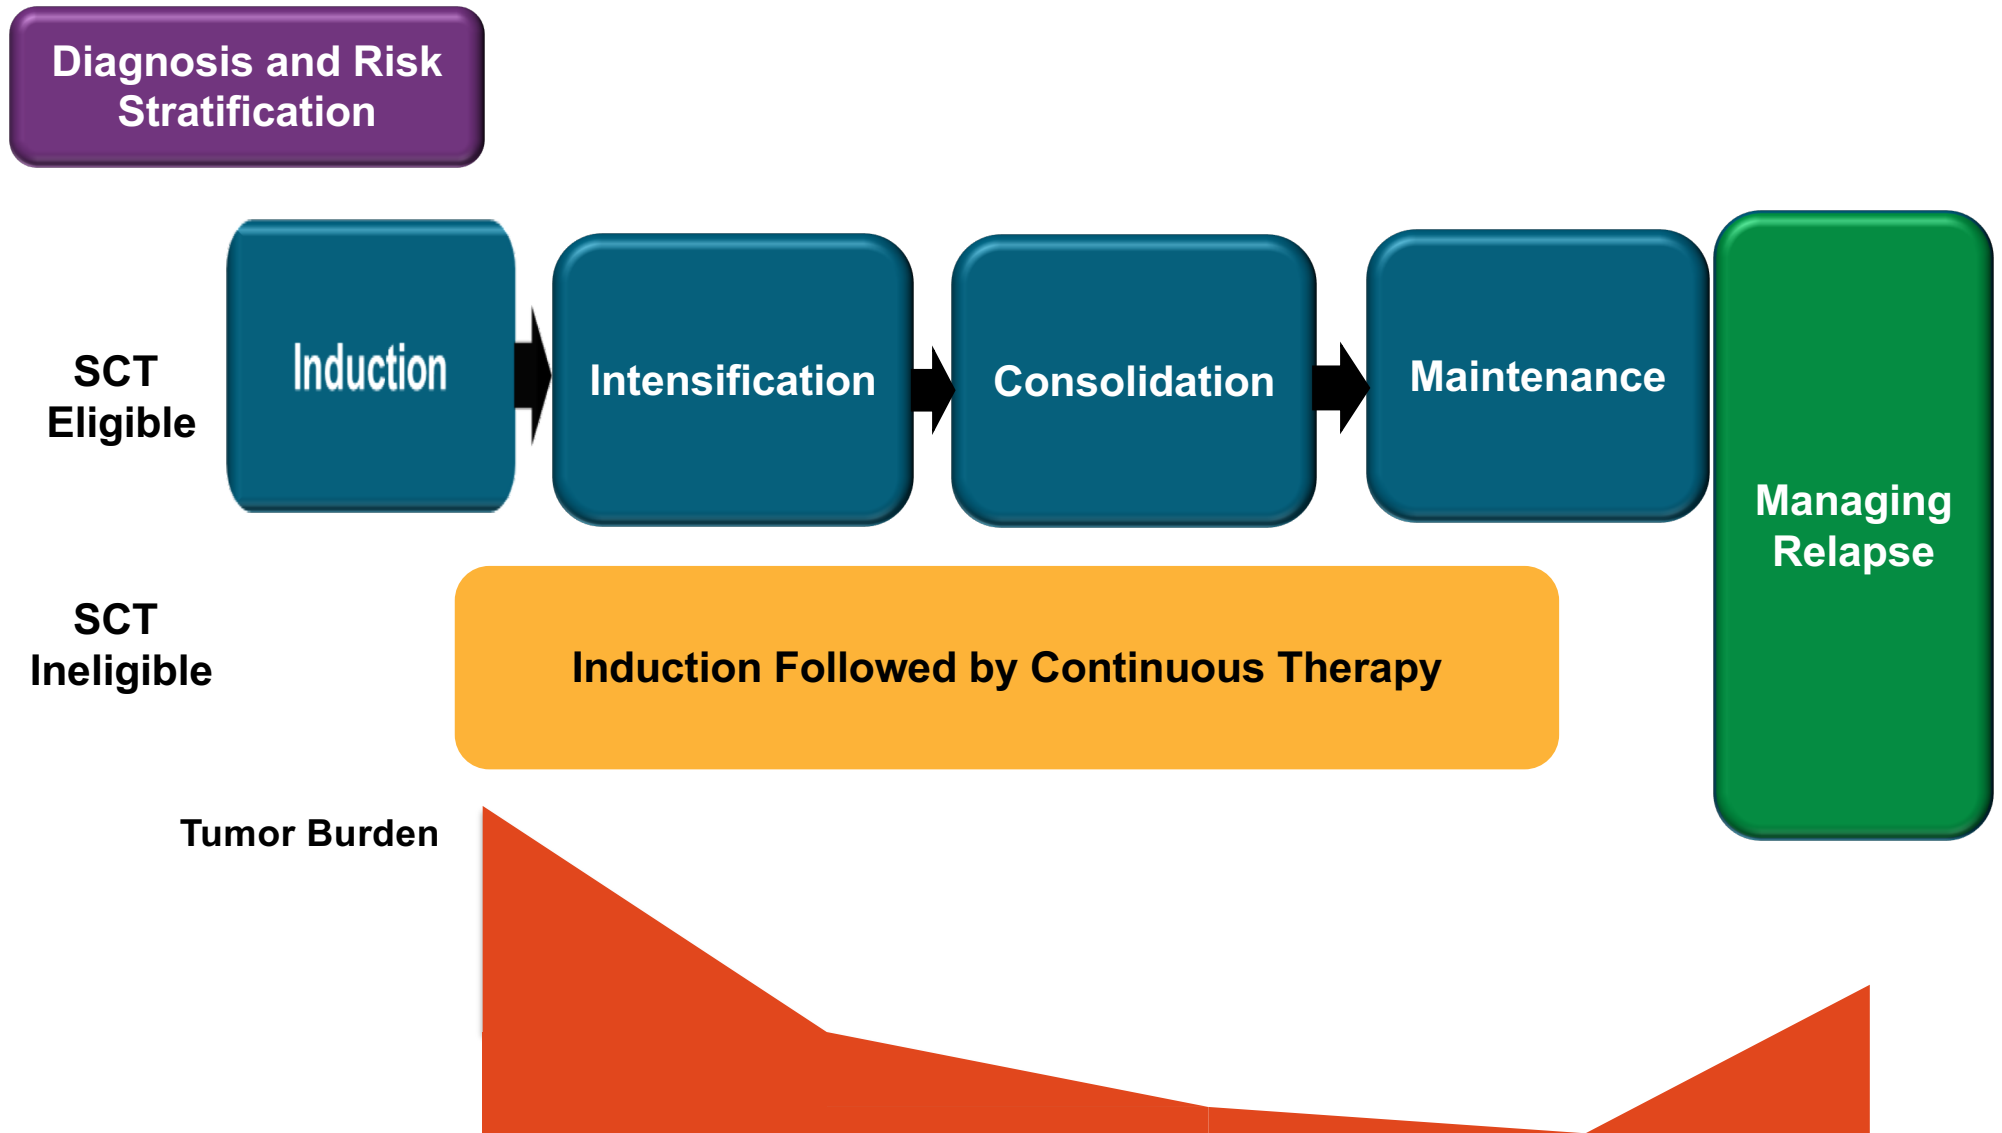 Diagnosis and Risk
Stratification
SCT
Eligible
Induction
Intensification
Consolidation
Maintenance
Managing
Relapse
SCT
Ineligible
Induction Followed by Continuous Therapy
Tumor Burden